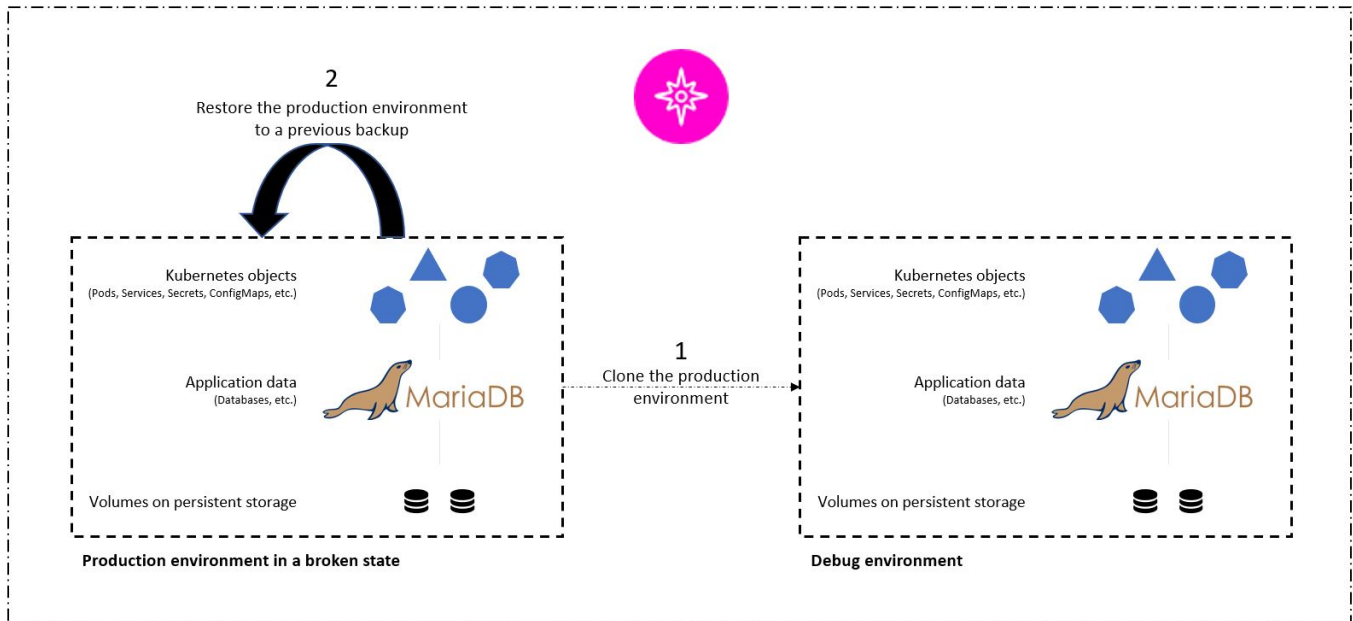 2
Restore the production environment
to a previous backup
Kubernetes objects
(Pods, Services, Secrets, ConfigMaps, etc.)
Application data
(Databases, etc.)
MariaDB
Volumes on persistent storage
Production environment in a broken state
1
Clone the production
environment
Kubernetes objects
(Pods, Services, Secrets, ConfigMaps, etc.)
Application data
(Databases, etc.)
MariaDB
Volumes on persistent storage
Debug environment